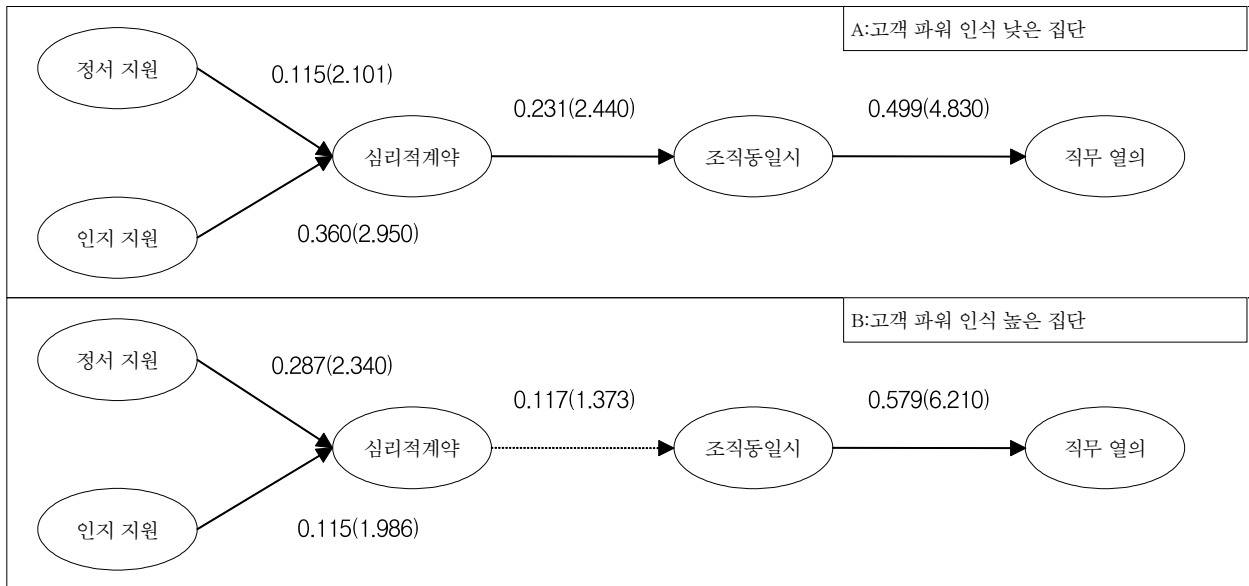 A:고객 파워 인식 낮은 집단
정서 지원
0.115(2.101)
0.231(2.440)
0.499(4.830)
심리적계약
조직동일시
직무 열의
인지 지원
0.360(2.950)
B:고객 파워 인식 높은 집단
정서 지원
0.287(2.340)
0.117(1.373)
0.579(6.210)
심리적계약
조직동일시
직무 열의
인지 지원
0.115(1.986)